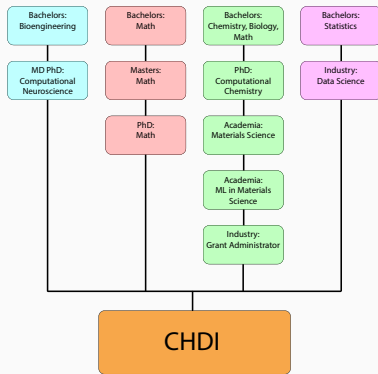 Bachelors:
Bioengineering
MD PhD:
Computational
Neuroscience
Bachelors:
Math
Masters:
Math
PhD:
Math
Bachelors:
Chemistry, Biology,
Math
PhD:
Computational
Chemistry
Academia:
Materials Science
Academia:
ML in Materials
Science
Industry:
Grant Administrator
Bachelors:
Statistics
Industry:
Data Science
CHDI